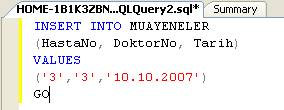 HOME-1B1K3ZBN...QLQuery2.sql* Summary
INSERT INTO MUAYENELER
(HastaNo, DoktorNo, Tarih)
VALUES
('3','3','10.10.2007')
GO